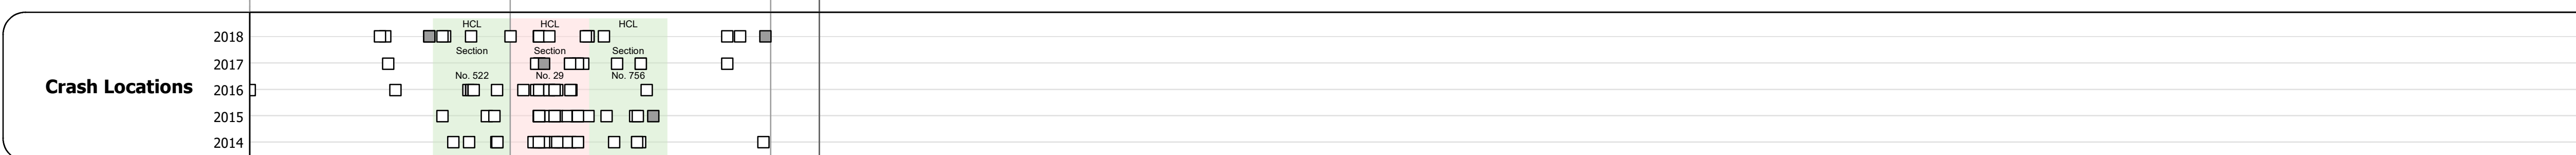 HCL HCL HCL
2018
Section Section Section
2017
No. 522 No. 29 No. 756
Crash Locations
2016
2015
2014